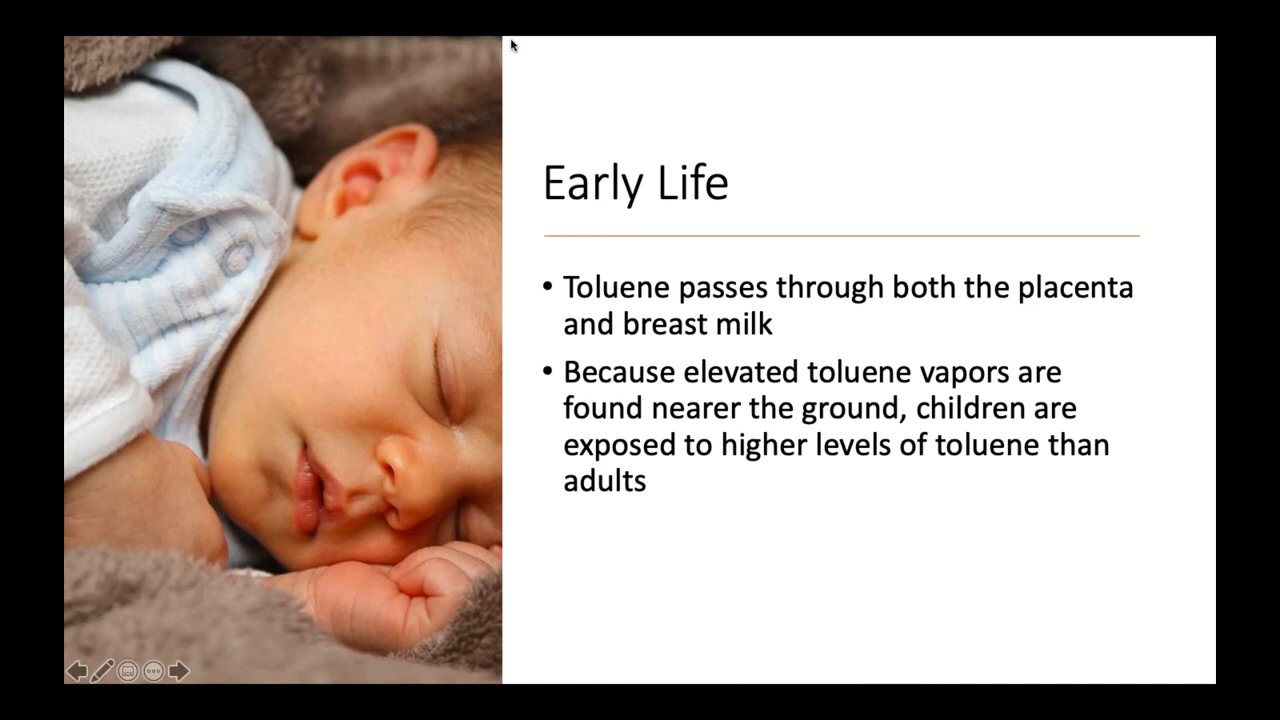 Early Life
• Toluene passes through both the placenta
and breast milk
• Because elevated toluene vapors are
found nearer the ground, children are
exposed to higher levels of toluene than
adults